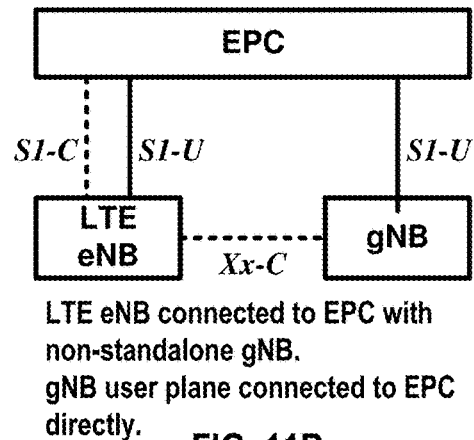 EPC
S1-C
S1-U
S1-U
LTE
eNB
gNB
Xx-C
LTE eNB connected to EPC with
non-standalone gNB.
gNB user plane connected to EPC
directly.